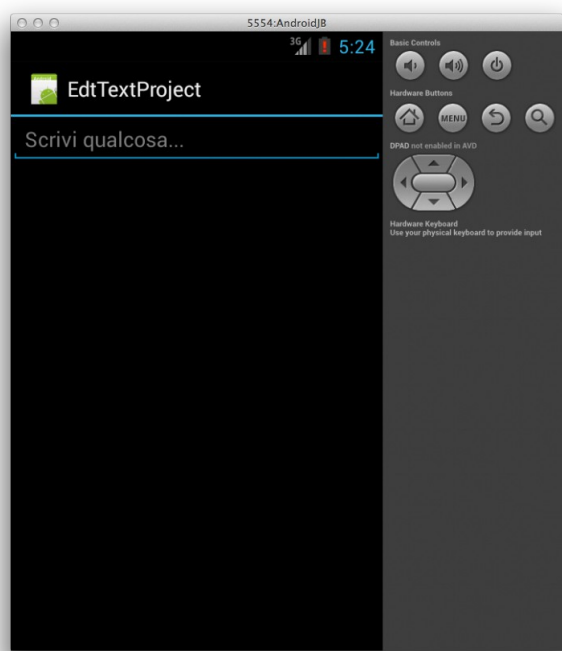 5554:AndroidJB
3G 5:24
EdtTextProject
Scrivi qualcosa...
Basic Controls
Hardware Buttons
MENU
DPAD not enabled in AVD
Hardware Keyboard
Use your physical keyboard to provide input